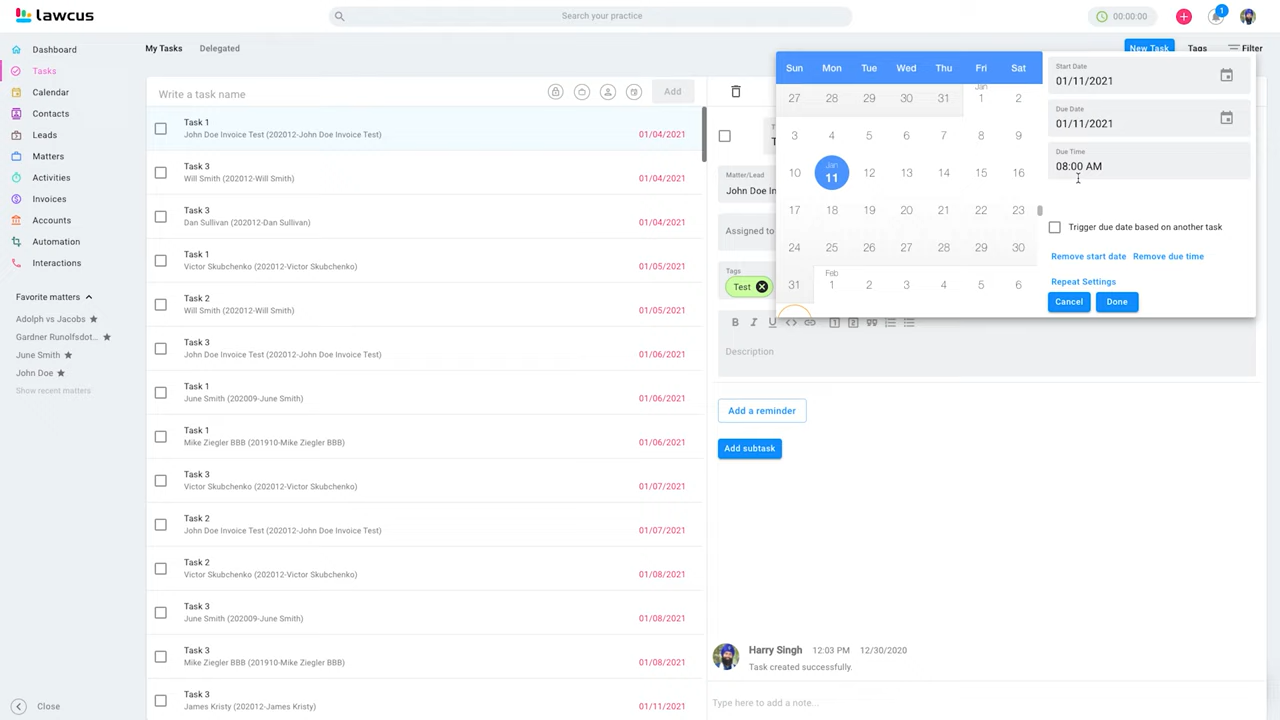 lawcus
Search your practice
00:00:00
1
Dashboard
Tasks
Calendar
Contacts
Leads
Matters
Activities
Invoices
Accounts
Automation
Interactions
Favorite matters
Adolph vs Jacobs
Gardner Runolfsdot...
June Smith
John Doe
Show recent matters
Close
My Tasks Delegated
New Task Tags Filter
Write a task name
Add
Task 1
John Doe Invoice Test (202012-John Doe Invoice Test) 01/04/2021
Task 3
Will Smith (202012-Will Smith) 01/04/2021
Task 3
Dan Sullivan (202012-Dan Sullivan) 01/04/2021
Task 1
Victor Skubchenko (202012-Victor Skubchenko) 01/05/2021
Task 2
Will Smith (202012-Will Smith) 01/05/2021
Task 3
John Doe Invoice Test (202012-John Doe Invoice Test) 01/06/2021
Task 1
June Smith (202009-June Smith) 01/06/2021
Task 1
Mike Ziegler BBB (201910-Mike Ziegler BBB) 01/06/2021
Task 3
Victor Skubchenko (202012-Victor Skubchenko) 01/07/2021
Task 2
John Doe Invoice Test (202012-John Doe Invoice Test) 01/07/2021
Task 2
Victor Skubchenko (202012-Victor Skubchenko) 01/08/2021
Task 3
June Smith (202009-June Smith) 01/08/2021
Task 3
Mike Ziegler BBB (201910-Mike Ziegler BBB) 01/08/2021
Task 3
James Kristy (202012-James Kristy) 01/11/2021
Matter/Lead
John Doe In
Assigned to
Tags
Test
Sun Mon Tue Wed Thu Fri Sat
27 28 29 30 31 Jan 1 2
3 4 5 6 7 8 9
10 Jan 11 12 13 14 15 16
17 18 19 20 21 22 23
24 25 26 27 28 29 30
31 Feb 1 2 3 4 5 6
Start Date
01/11/2021
Due Date
01/11/2021
Due Time
08:00 AM
Trigger due date based on another task
Remove start date Remove due time
Repeat Settings
Cancel Done
B I U
Description
Add a reminder
Add subtask
Harry Singh 12:03 PM 12/30/2020
Task created successfully.
Type here to add a note...